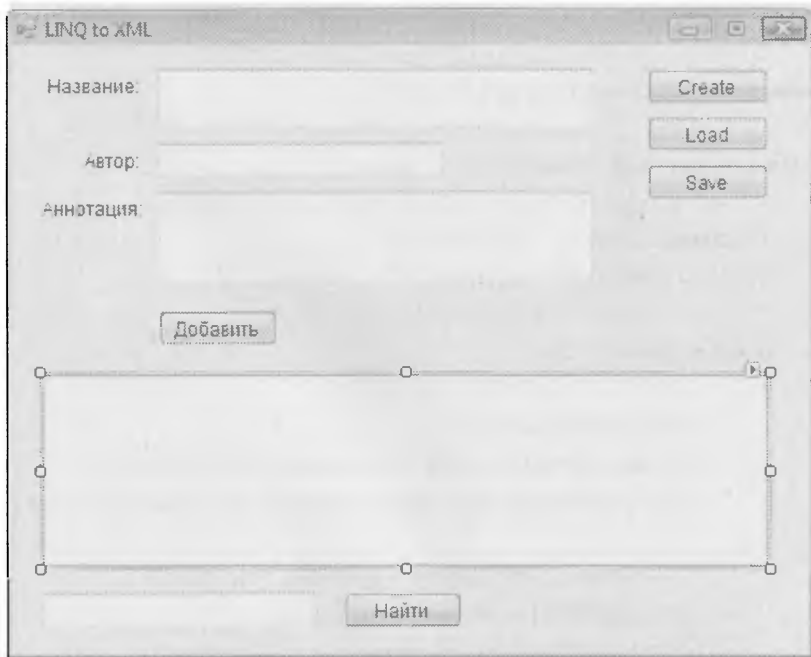 LINQ to XML
Название:
Create
Load
Автор:
Save
Аннотация:
Добавить
Найти